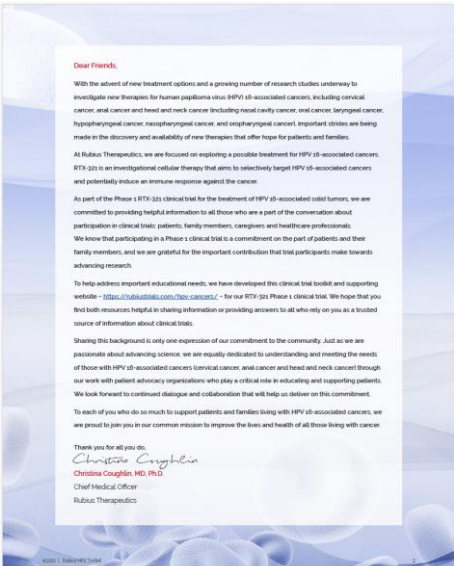 Dear Friends,
With the advent of new treatment options and a growing number of research studies underway to
investigate new therapies for human papilloma virus (HPV) 16-associated cancers, including cervical
cancer, anal cancer and head and neck cancer (including nasal cavity cancer, oral cancer, laryngeal cancer,
hypopharyngeal cancer, nasopharyngeal cancer, and oropharyngeal cancer), important strides are being
made in the discovery and availability of new therapies that offer hope for patients and families.
At Rubius Therapeutics, we are focused on exploring a possible treatment for HPV 16-associated cancers.
RTX-321 is an investigational cellular therapy that aims to selectively target HPV 16-associated cancers
and potentially induce an immune response against the cancer.
As part of the Phase 1 RTX-321 clinical trial for the treatment of HPV 16-associated solid tumors, we are
committed to providing helpful information to all those who are a part of the conversation about
participation in clinical trials: patients, family members, caregivers and healthcare professionals.
We know that participating in a Phase 1 clinical trial is a commitment on the part of patients and their
family members, and we are grateful for the important contribution that trial participants make towards
advancing research.
To help address important educational needs, we have developed this clinical trial toolkit and supporting
website – https://rubiustrials.com/hpv-cancers/ – for our RTX-321 Phase 1 clinical trial. We hope that you
find both resources helpful in sharing information or providing answers to all who rely on you as a trusted
source of information about clinical trials.
Sharing this background is only one expression of our commitment to the community. Just as we are
passionate about advancing science, we are equally dedicated to understanding and meeting the needs
of those with HPV 16-associated cancers (cervical cancer, anal cancer and head and neck cancer) through
our work with patient advocacy organizations who play a critical role in educating and supporting patients.
We look forward to continued dialogue and collaboration that will help us deliver on this commitment.
To each of you who do so much to support patients and families living with HPV 16-associated cancers, we
are proud to join you in our common mission to improve the lives and health of all those living with cancer.
Thank you for all you do,
Christina Coughlin
Christina Coughlin, MD, Ph.D.
Chief Medical Officer
Rubius Therapeutics
©2021 | Rubius HPV Toolkit 2